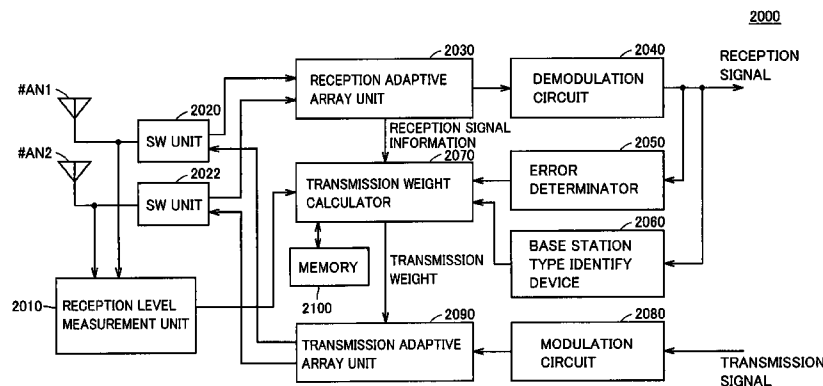 2000
#AN1
#AN2
2020
SW UNIT
2022
SW UNIT
2030
RECEPTION ADAPTIVE
ARRAY UNIT
2040
DEMODULATION
CIRCUIT
RECEPTION
SIGNAL
RECEPTION SIGNAL
INFORMATION
2070
TRANSMISSION WEIGHT
CALCULATOR
2050
ERROR
DETERMINATOR
2060
BASE STATION
TYPE IDENTIFY
DEVICE
MEMORY
2100
TRANSMISSION
WEIGHT
2010
RECEPTION LEVEL
MEASUREMENT UNIT
2090
TRANSMISSION ADAPTIVE
ARRAY UNIT
2080
MODULATION
CIRCUIT
TRANSMISSION
SIGNAL